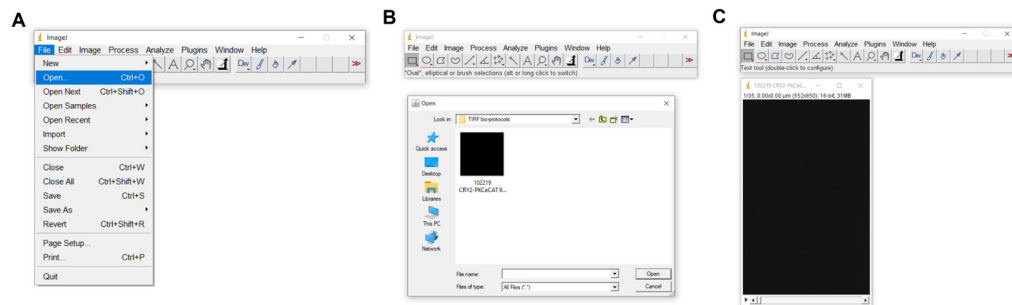 A
ImageJ
File Edit Image Process Analyze Plugins Window Help
New
Open... Ctrl+O
Open Next Ctrl+Shift+O
Open Samples
Open Recent
Import
Show Folder
Close Ctrl+W
Close All Ctrl+Shift+W
Save Ctrl+S
Save As
Revert Ctrl+Shift+R
Page Setup...
Print... Ctrl+P
Quit
A Dev
B
ImageJ
File Edit Image Process Analyze Plugins Window Help
A Dev
*Oval*, elliptical or brush selections (alt or long click to switch)
Open
Look in: TIRF bio-protocols
Quick access
Desktop
Libraries
This PC
Network
102219
CRY2-PKCeCAT 9...
File name: Open
Files of type: All Files (*.*) Cancel
C
ImageJ
File Edit Image Process Analyze Plugins Window Help
A Dev
Text tool (double-click to configure)
102219 CRY2-PKCeC...
1/35; 0.00x0.00 µm (552x850); 16-bit; 31MB